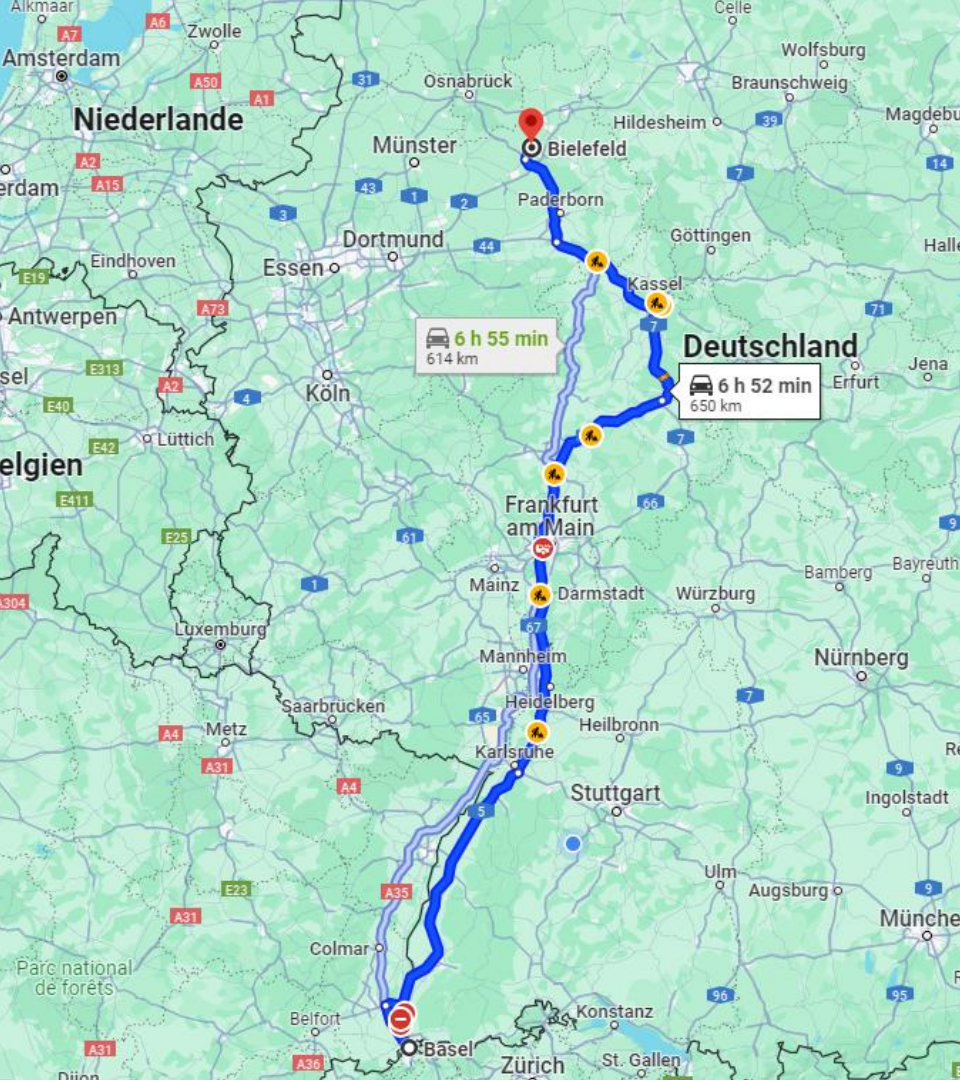 Alkmaar
A6
Celle
A7
Zwolle
Amsterdam
Wolfsburg
A50
31
Osnabrück
Braunschweig
A1
Niederlande
Hildesheim
39
Magdebu
Münster
Bielefeld
A2
14
erdam
A15
43
1
2
7
3
Paderborn
Dortmund
44
Göttingen
Halle
Eindhoven
Essen
E19
Kassel
A73
71
Antwerpen
7
6 h 55 min
614 km
Deutschland
E313
Jena
sel
A2
6 h 52 min
650 km
Erfurt
Köln
4
E40
Lüttich
7
E42
elgien
E411
Frankfurt
am Main
66
9
E25
61
Mainz
Bamberg
Bayreuth
1
Darmstadt
Würzburg
A304
67
Luxemburg
Mannheim
Nürnberg
7
Saarbrücken
Heidelberg
65
Heilbronn
Metz
A4
Karlsruhe
A31
9
A4
Ingolstadt
Stuttgart
5
Ulm
E23
A35
Augsburg
9
A31
Münche
Colmar
Parc national
de forêts
96
95
Belfort
Konstanz
A31
A36
Basel
Zürich
St. Gallen
Dijon